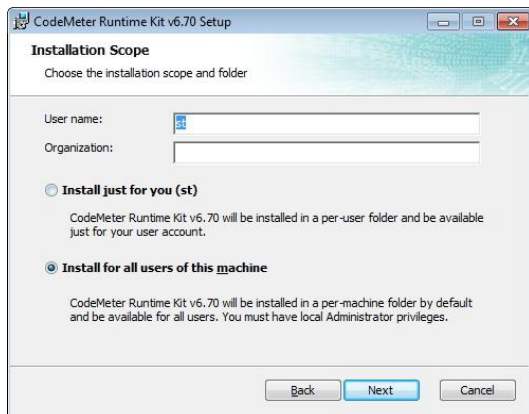 CodeMeter Runtime Kit v6.70 Setup
Installation Scope
Choose the installation scope and folder
User name:
st
Organization:
Install just for you (st)
CodeMeter Runtime Kit v6.70 will be installed in a per-user folder and be available
just for your user account.
Install for all users of this machine
CodeMeter Runtime Kit v6.70 will be installed in a per-machine folder by default
and be available for all users. You must have local Administrator privileges.
Back
Next
Cancel